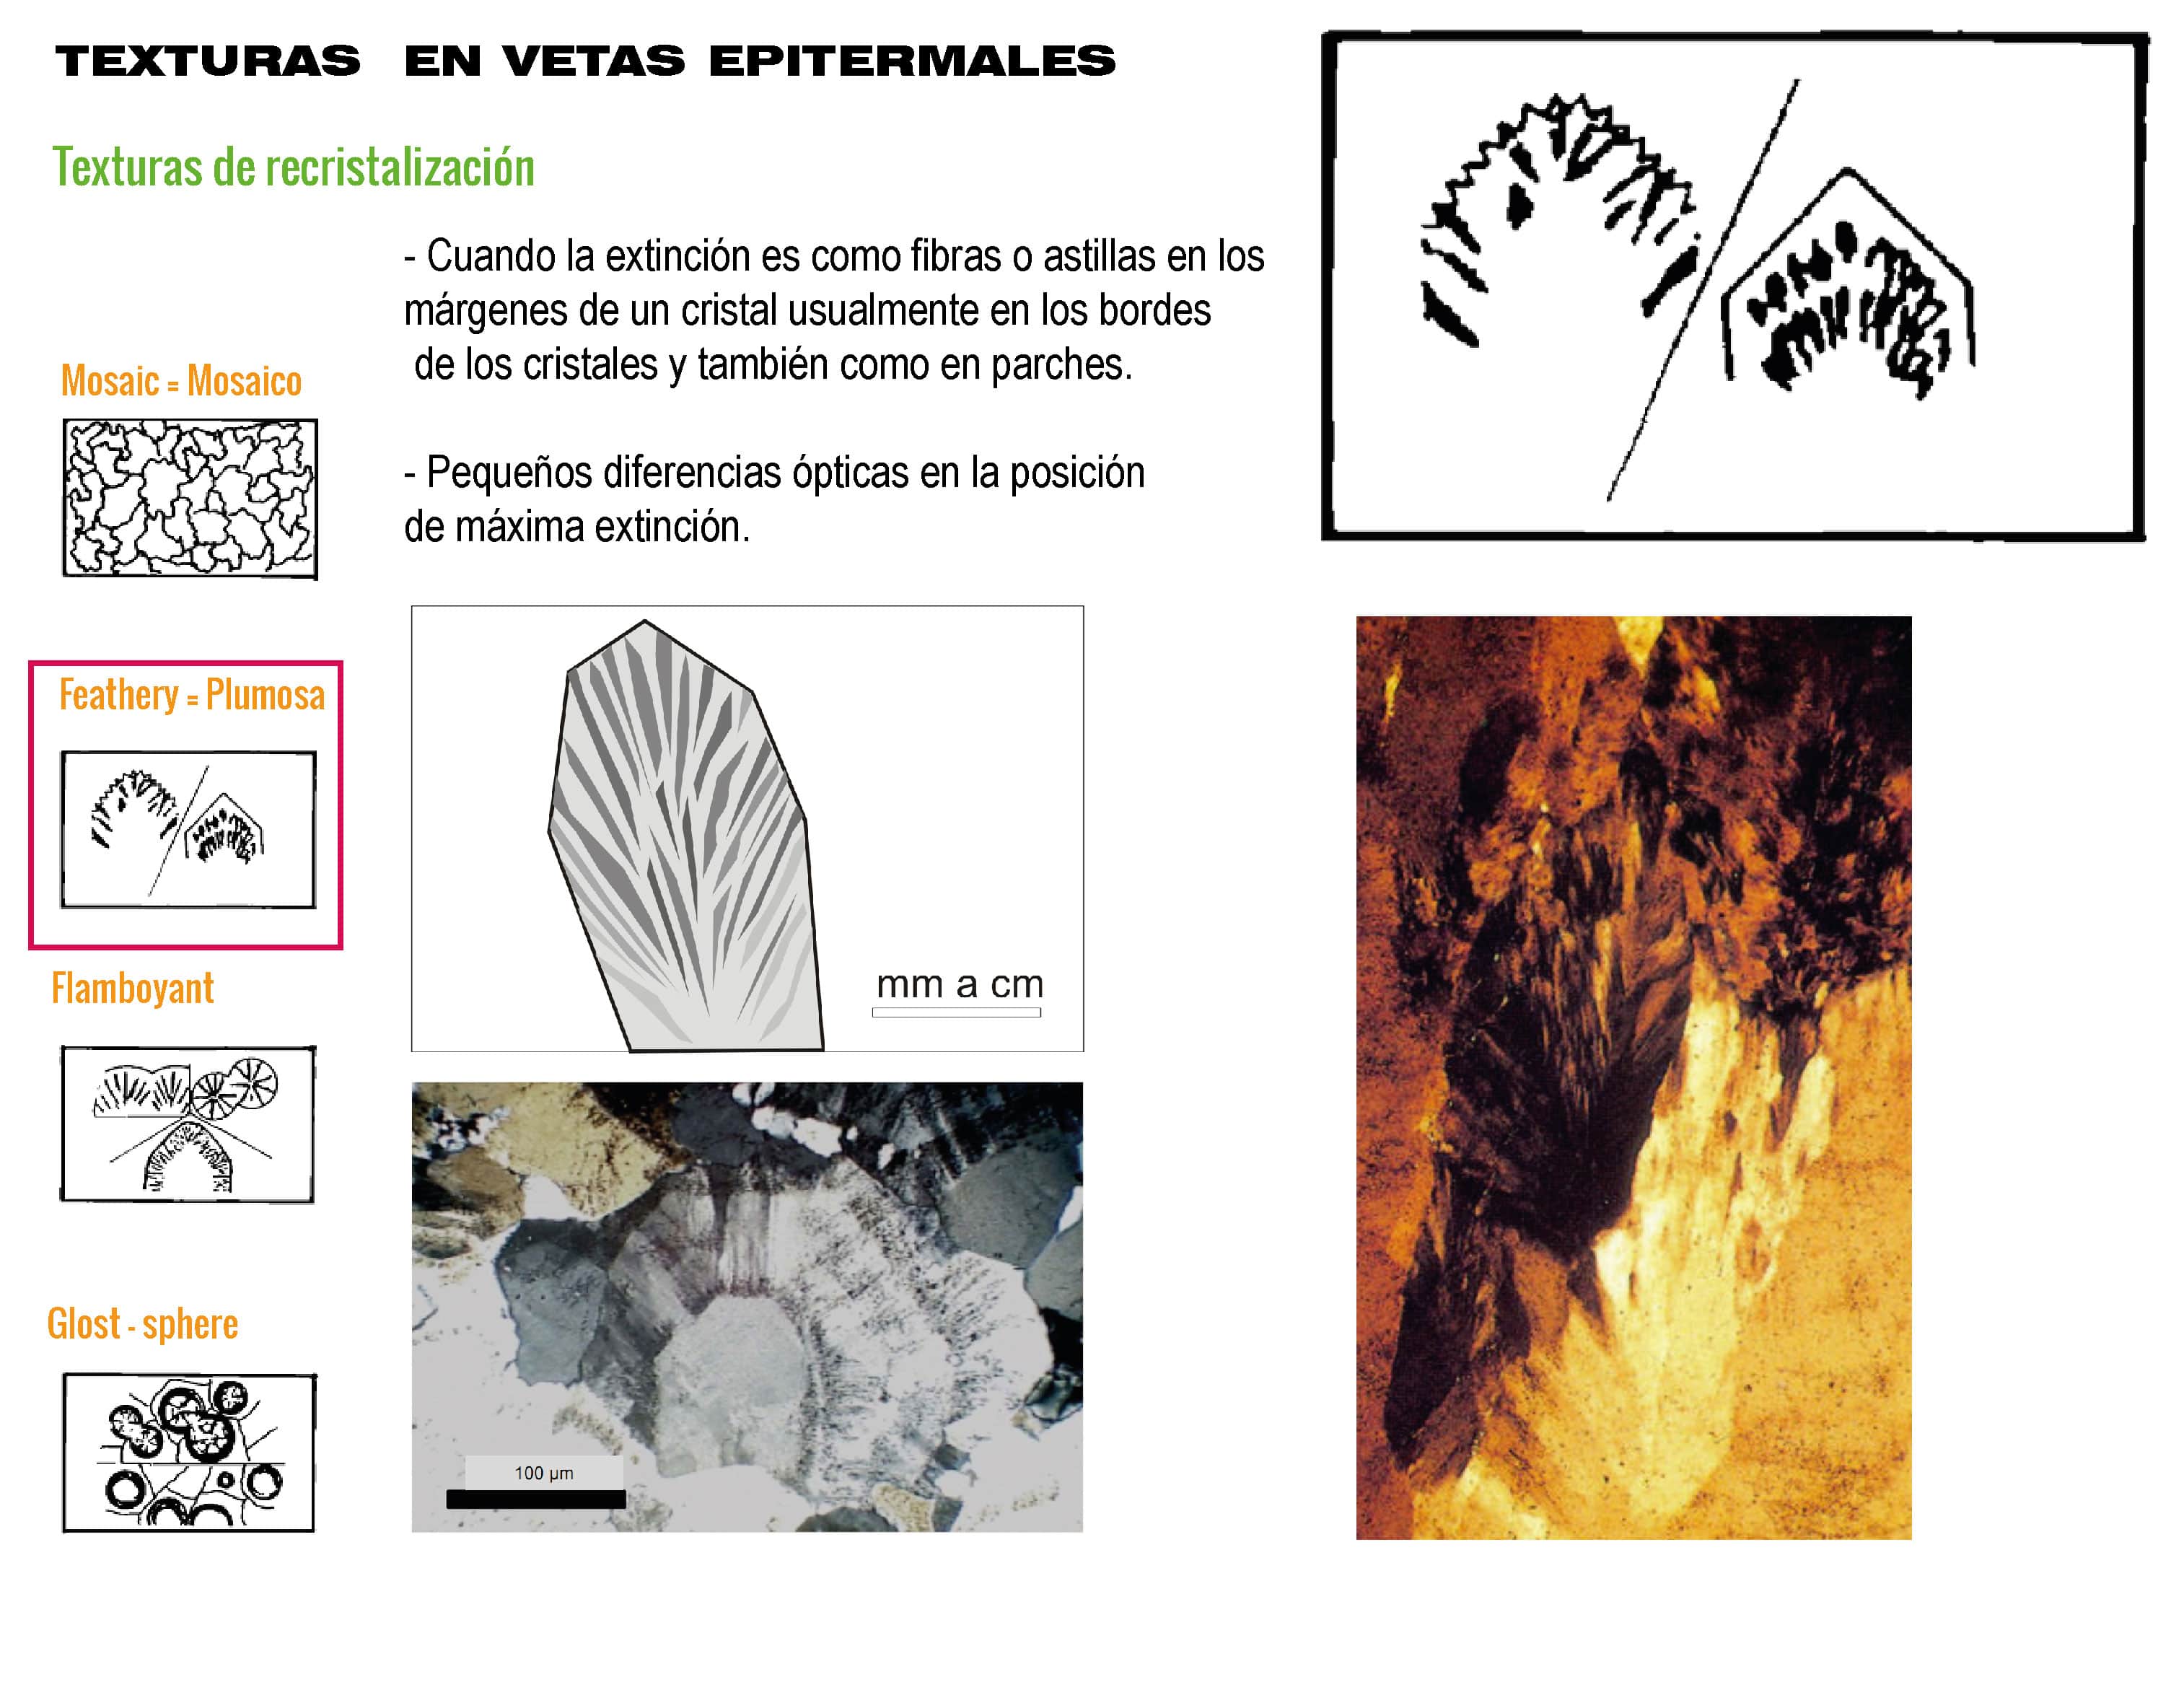 TEXTURAS EN VETAS EPITERMALES
Texturas de recristalización
- Cuando la extinción es como fibras o astillas en los
márgenes de un cristal usualmente en los bordes
de los cristales y también como en parches.
- Pequeños diferencias ópticas en la posición
de máxima extinción.
Mosaic = Mosaico
Feathery = Plumosa
Flamboyant
Glost - sphere
mm a cm
100 µm